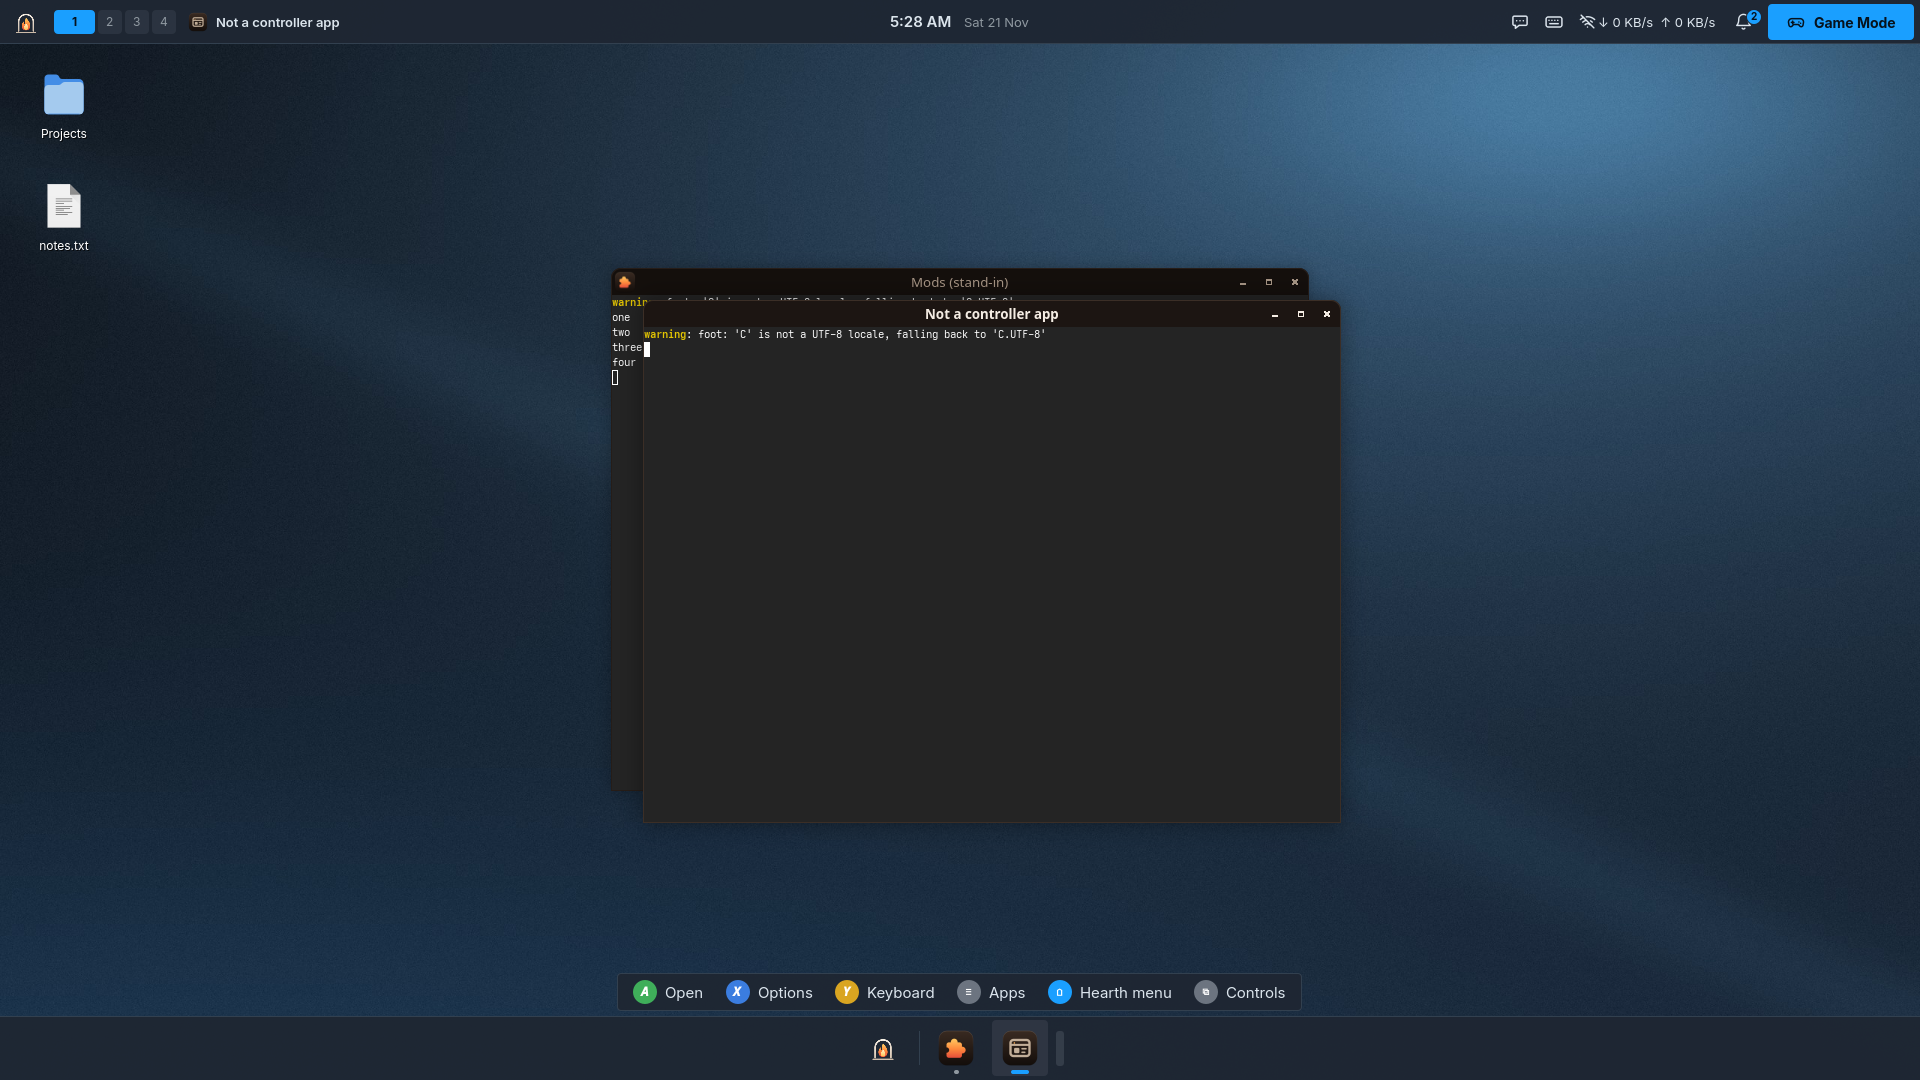 1 2 3 4 Not a controller app 5:28 AM Sat 21 Nov ↓ 0 KB/s ↑ 0 KB/s 2 Game Mode
Projects
notes.txt
Mods (stand-in)
one
two
three
four
Not a controller app
warning: foot: 'C' is not a UTF-8 locale, falling back to 'C.UTF-8'
A Open X Options Y Keyboard Apps Hearth menu Controls